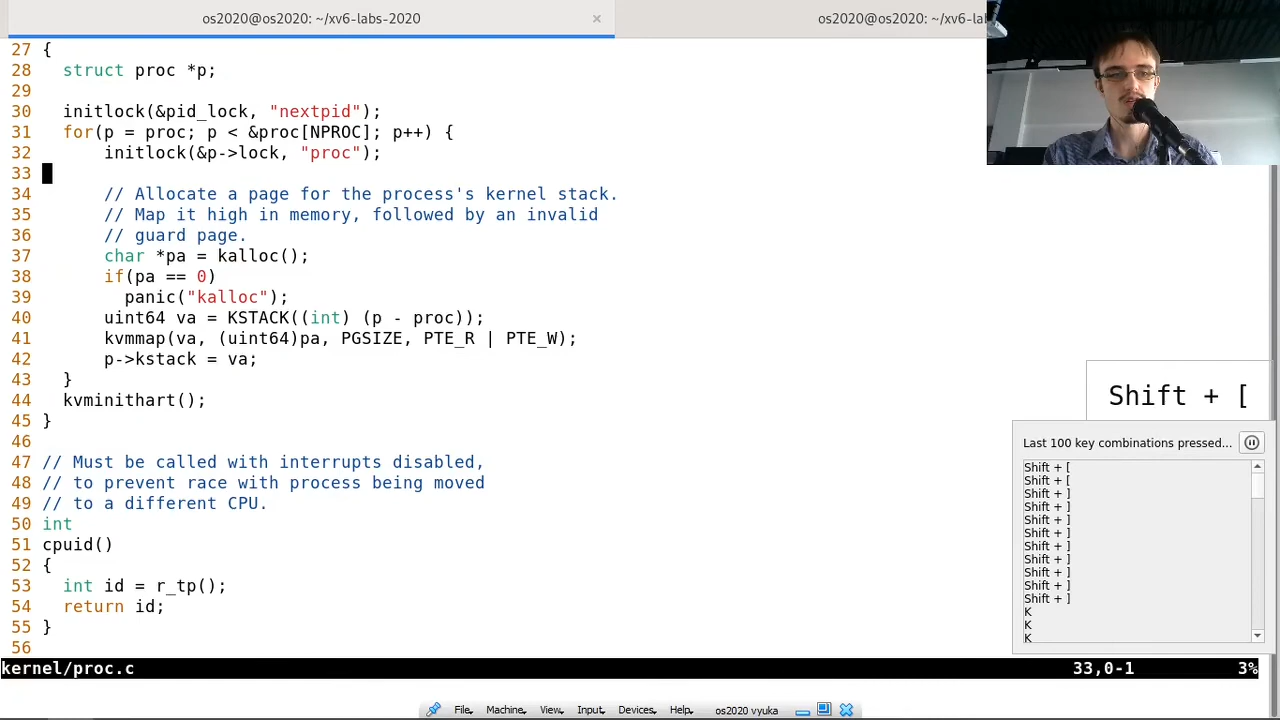 os2020@os2020: ~/xv6-labs-2020
×
os2020@os2020: ~/xv6-lab
27 {
28   struct proc *p;
29
30   initlock(&pid_lock, "nextpid");
31   for(p = proc; p < &proc[NPROC]; p++) {
32       initlock(&p->lock, "proc");
33
34       // Allocate a page for the process's kernel stack.
35       // Map it high in memory, followed by an invalid
36       // guard page.
37       char *pa = kalloc();
38       if(pa == 0)
39         panic("kalloc");
40       uint64 va = KSTACK((int) (p - proc));
41       kvmmap(va, (uint64)pa, PGSIZE, PTE_R | PTE_W);
42       p->kstack = va;
43   }
44   kvminithart();
45 }
46
47 // Must be called with interrupts disabled,
48 // to prevent race with process being moved
49 // to a different CPU.
50 int
51 cpuid()
52 {
53   int id = r_tp();
54   return id;
55 }
56
kernel/proc.c 33,0-1 3%
Shift + [
Last 100 key combinations pressed...
Shift + [
Shift + [
Shift + ]
Shift + ]
Shift + ]
Shift + ]
Shift + ]
Shift + ]
Shift + ]
Shift + ]
Shift + ]
K
K
K
File Machine View Input Devices Help os2020 vyuka